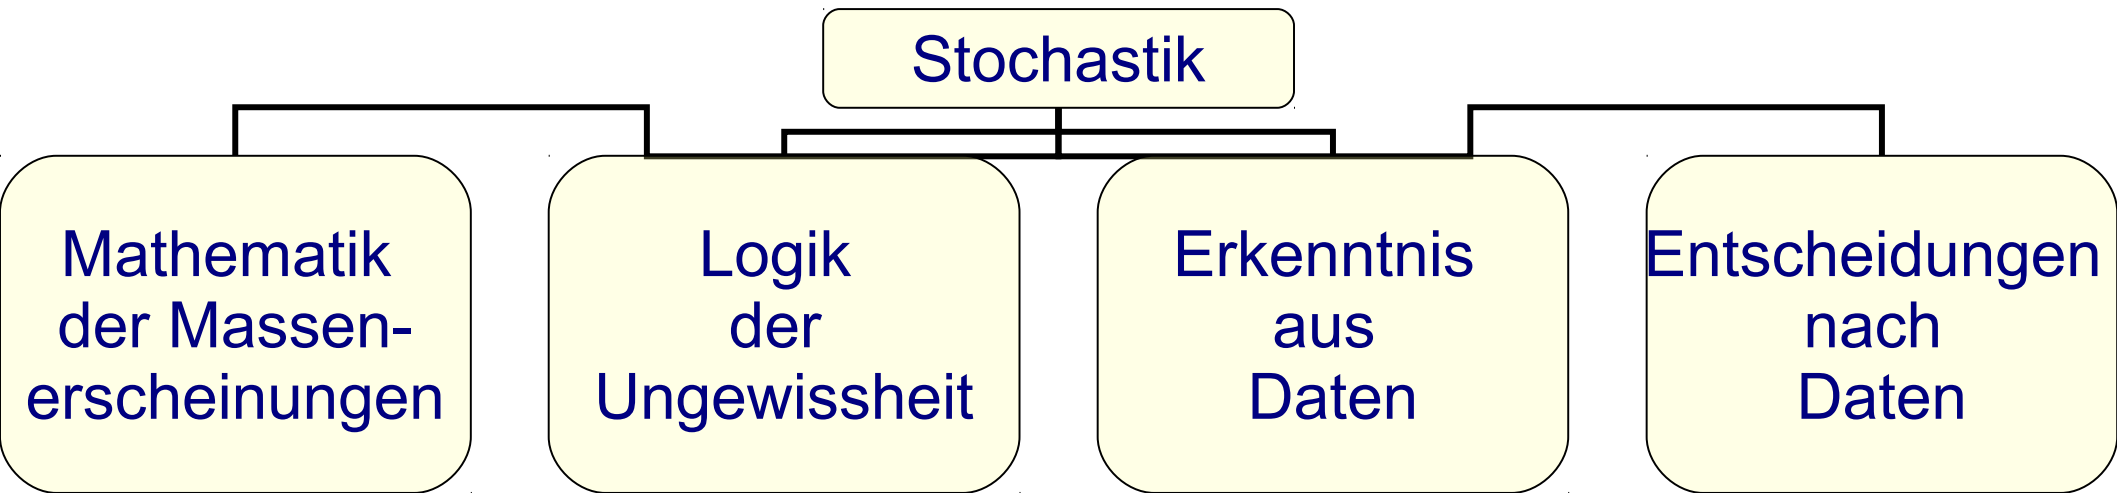 Stochastik
Mathematik
der Massen-
erscheinungen
Logik
der
Ungewissheit
Erkenntnis
aus
Daten
Entscheidungen
nach
Daten